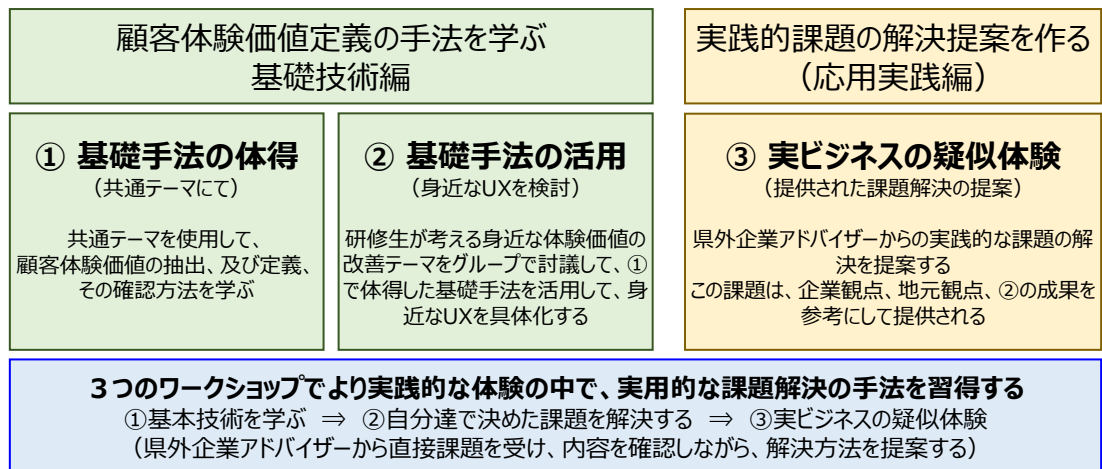 顧客体験価値定義の手法を学ぶ
基礎技術編
実践的課題の解決提案を作る
（応用実践編）
① 基礎手法の体得
（共通テーマにて）
共通テーマを使用して、
顧客体験価値の抽出、及び定義、
その確認方法を学ぶ
② 基礎手法の活用
（身近なUXを検討）
研修生が考える身近な体験価値の
改善テーマをグループで討議して、①
で体得した基礎手法を活用して、身
近なUXを具体化する
③ 実ビジネスの疑似体験
（提供された課題解決の提案）
県外企業アドバイザーからの実践的な課題の解
決を提案する
この課題は、企業観点、地元観点、②の成果を
参考にして提供される
３つのワークショップでより実践的な体験の中で、実用的な課題解決の手法を習得する
①基本技術を学ぶ ⇒ ②自分達で決めた課題を解決する ⇒ ③実ビジネスの疑似体験
（県外企業アドバイザーから直接課題を受け、内容を確認しながら、解決方法を提案する）